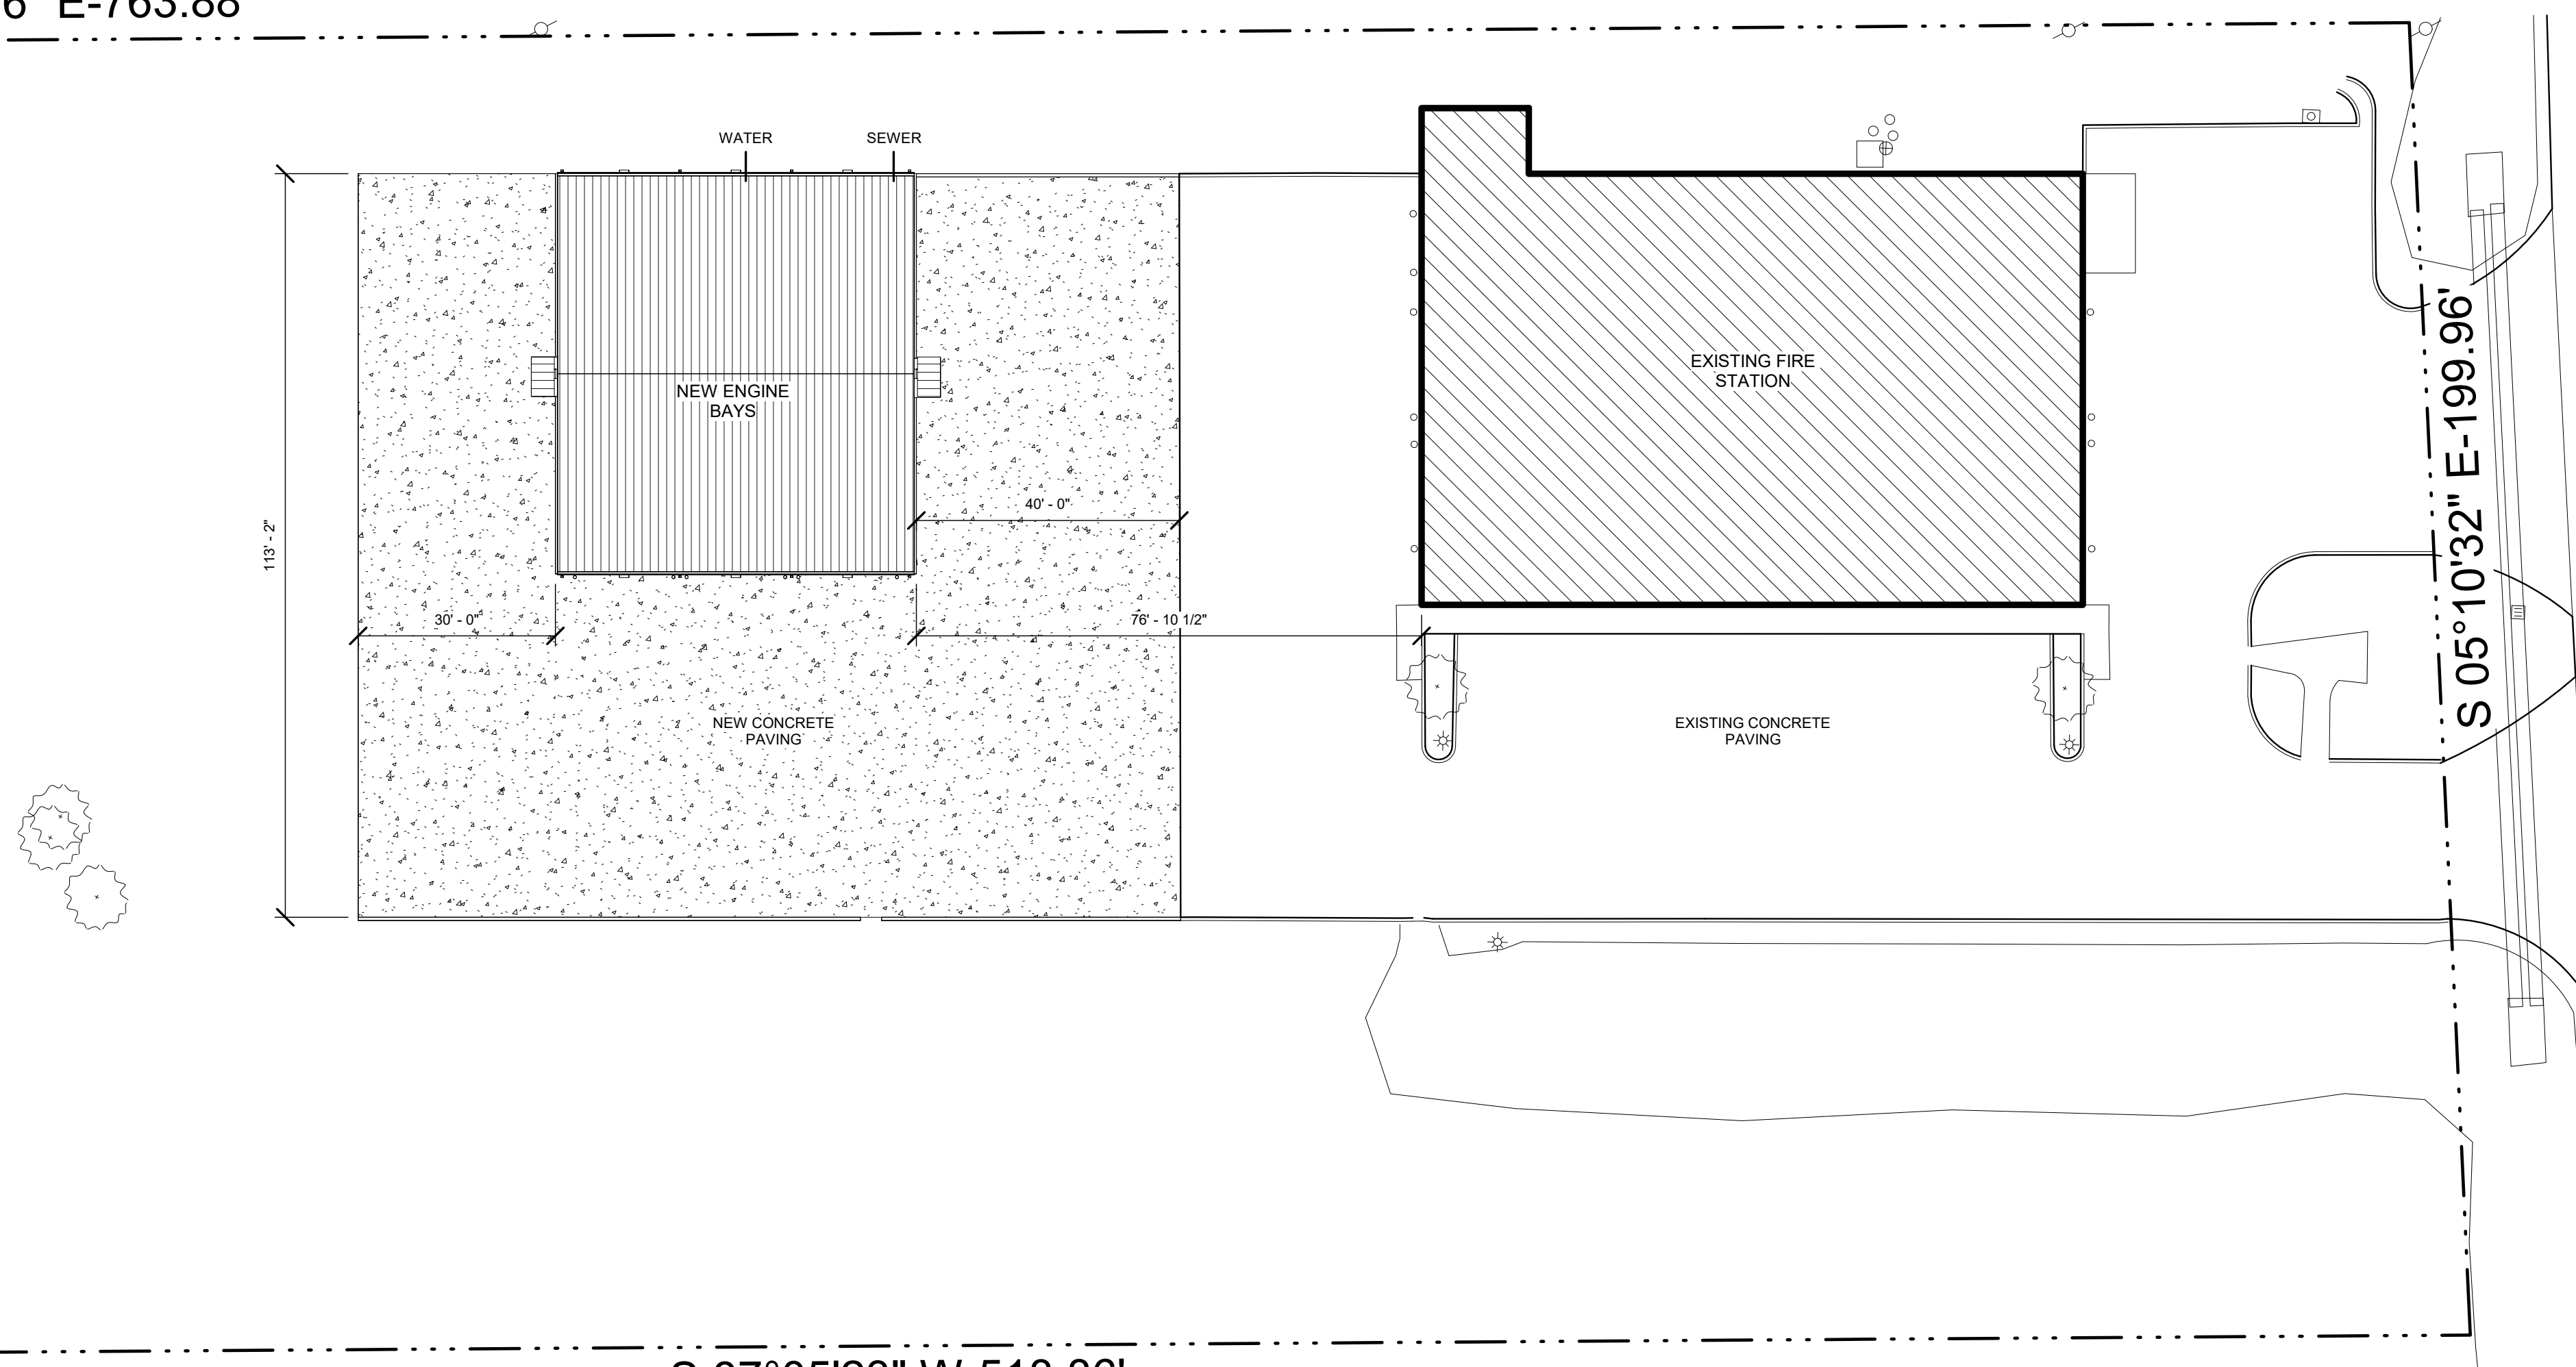 6" E-763.88'
WATER
SEWER
NEW ENGINE
BAYS
EXISTING FIRE
STATION
40' - 0"
113' - 2"
30' - 0"
76' - 10 1/2"
NEW CONCRETE
PAVING
EXISTING CONCRETE
PAVING
S 05°10'32" E-199.96'